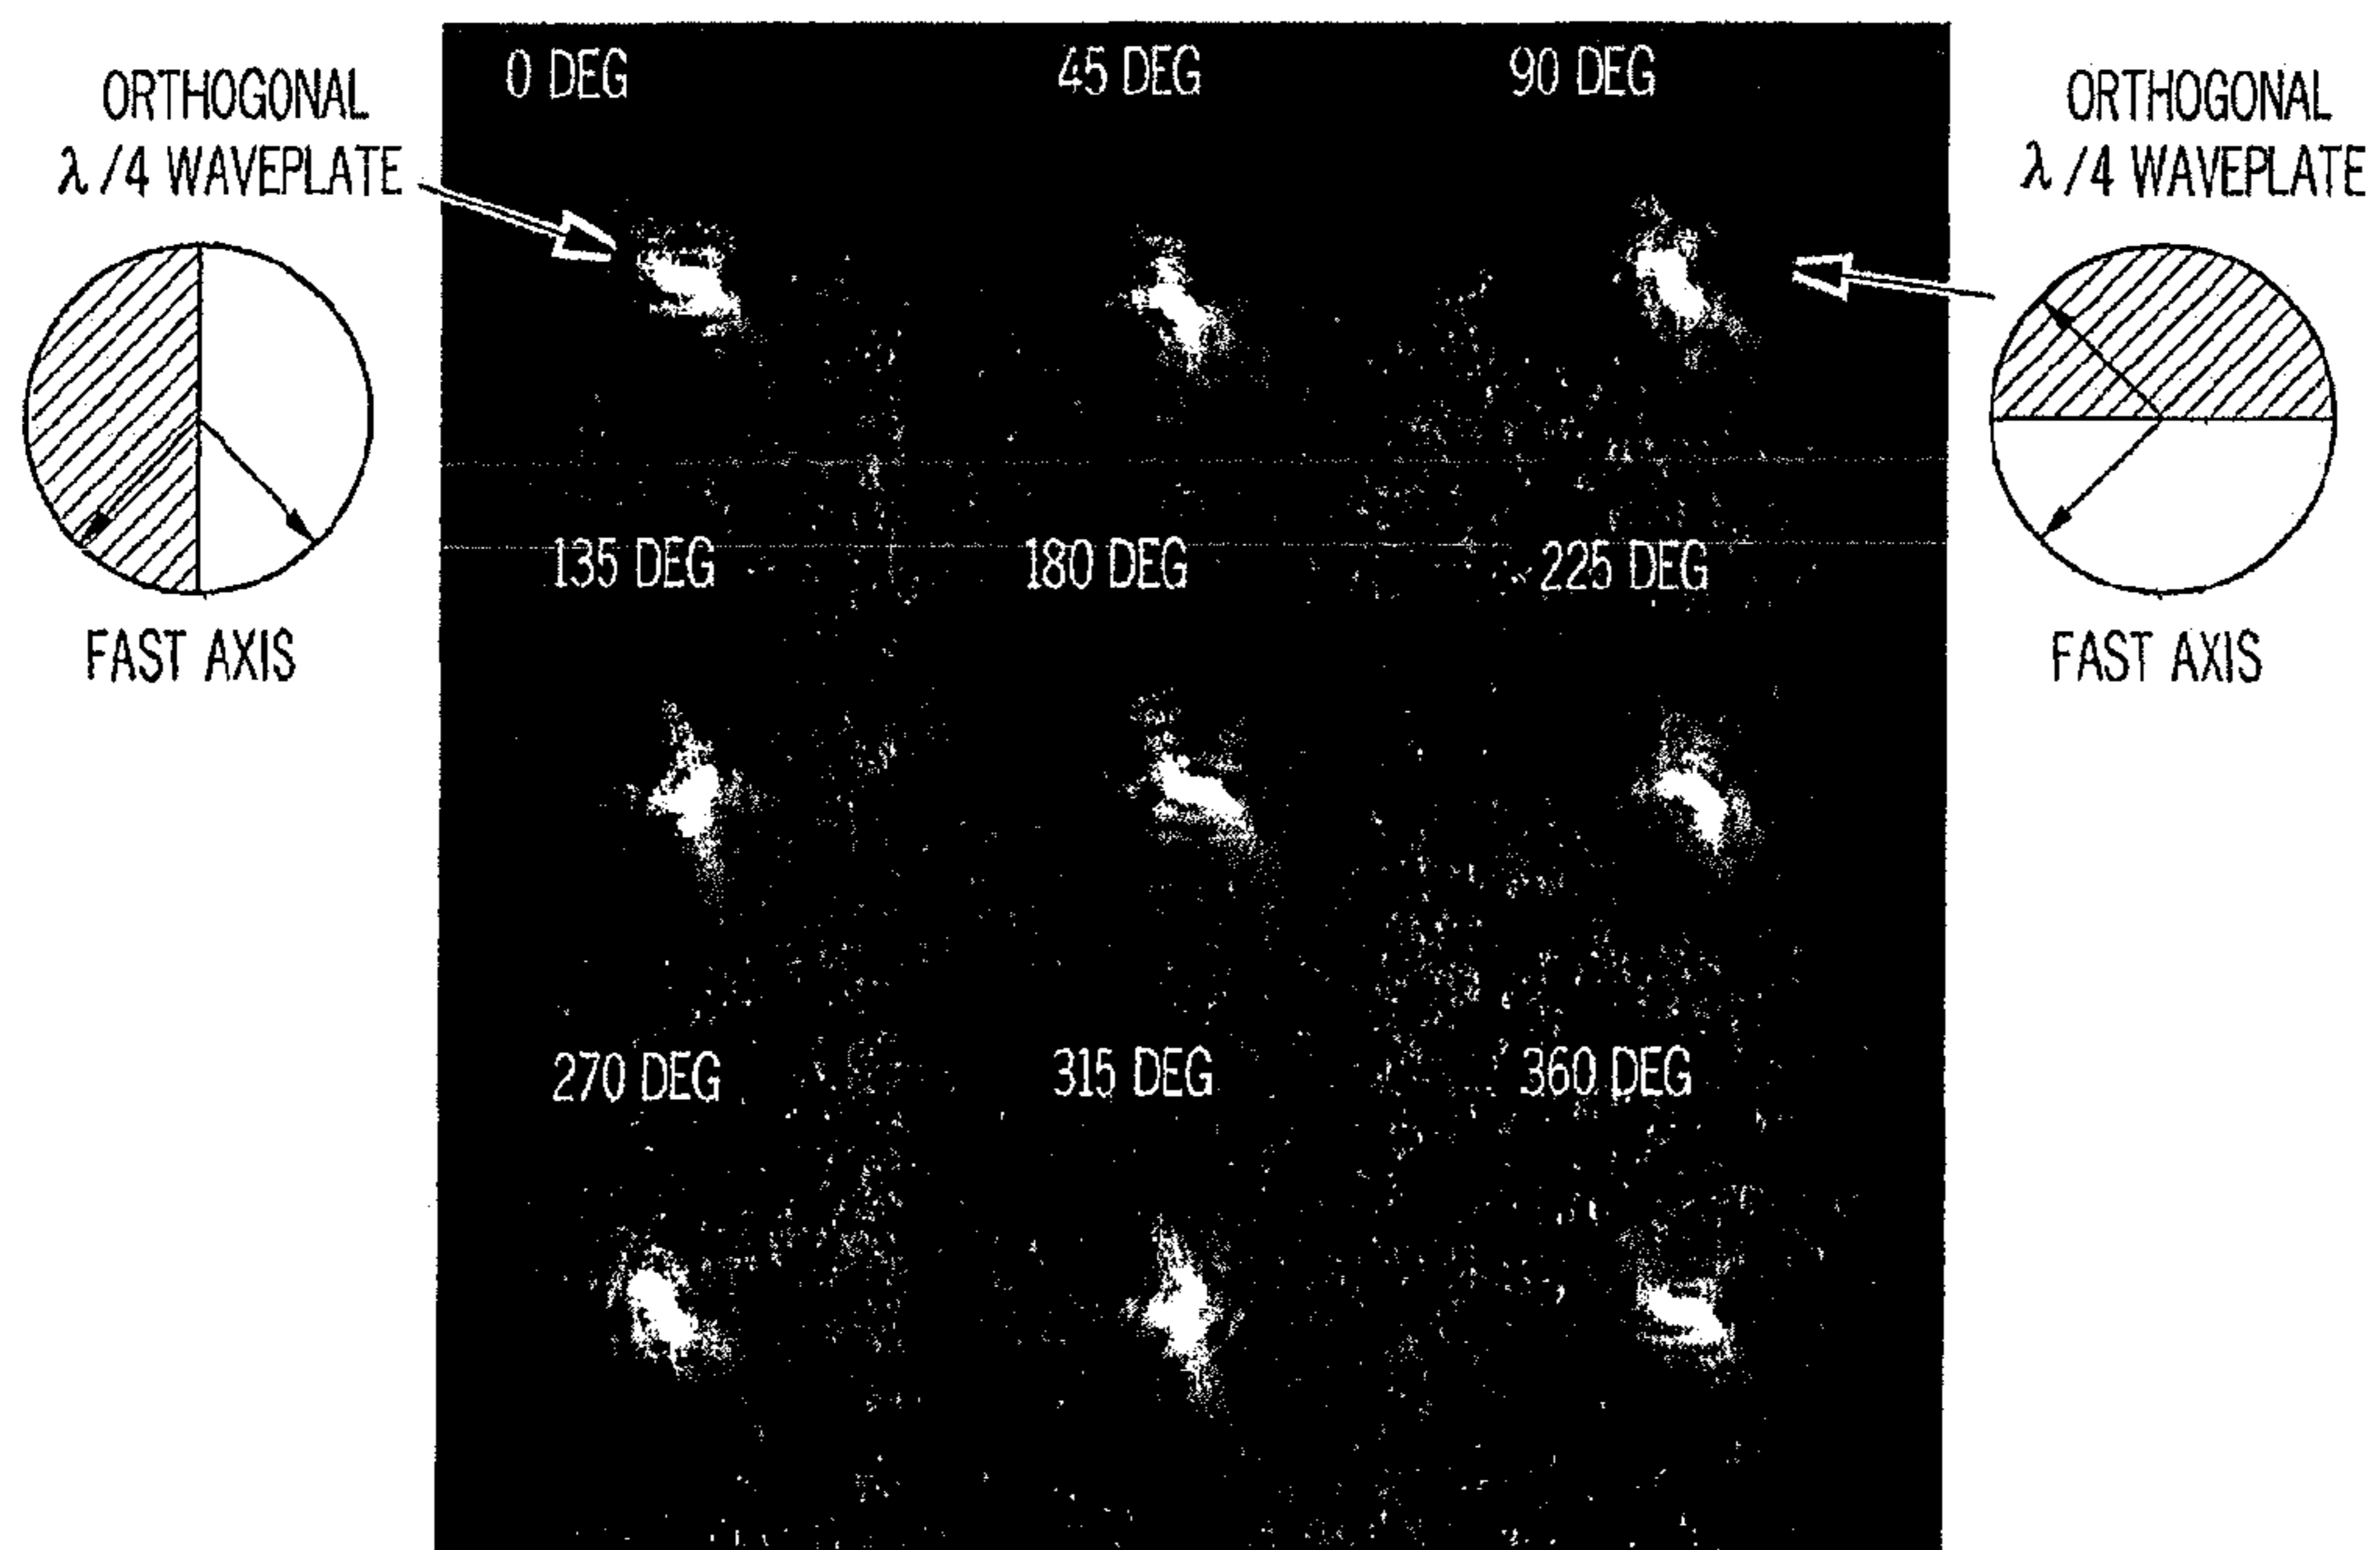 ORTHOGONAL
λ/4 WAVEPLATE
FAST AXIS
0 DEG
45 DEG
90 DEG
135 DEG
180 DEG
225 DEG
270 DEG
315 DEG
360 DEG
ORTHOGONAL
λ/4 WAVEPLATE
FAST AXIS